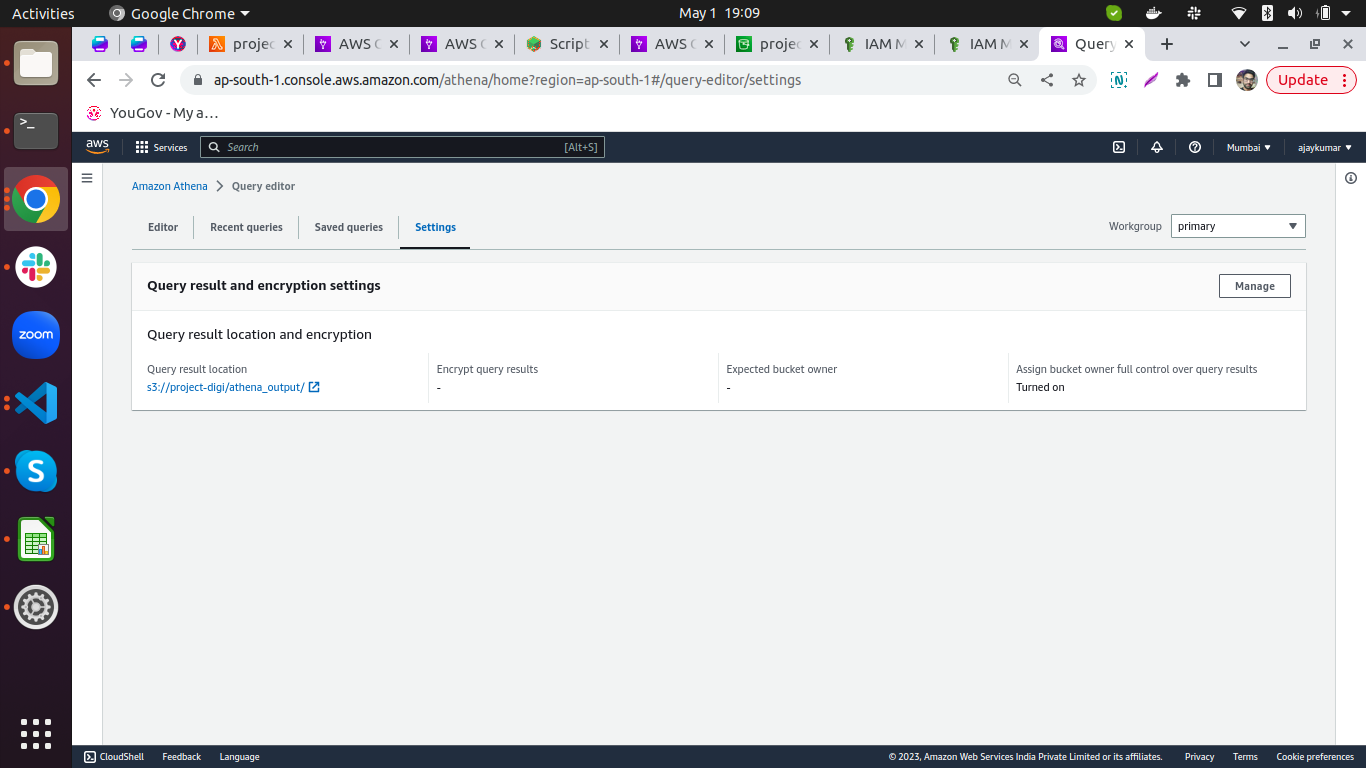 Activities Google Chrome May 1 19:09
projec AWS G AWS G Script AWS G projec IAM M IAM M Query
ap-south-1.console.aws.amazon.com/athena/home?region=ap-south-1#/query-editor/settings Update
YouGov - My a…
aws Services Search [Alt+S] Mumbai ajaykumar
Amazon Athena Query editor
Editor Recent queries Saved queries Settings Workgroup primary
Query result and encryption settings Manage
Query result location and encryption
Query result location Encrypt query results Expected bucket owner Assign bucket owner full control over query results
s3://project-digi/athena_output/ - - Turned on
zoom
CloudShell Feedback Language © 2023, Amazon Web Services India Private Limited or its affiliates. Privacy Terms Cookie preferences